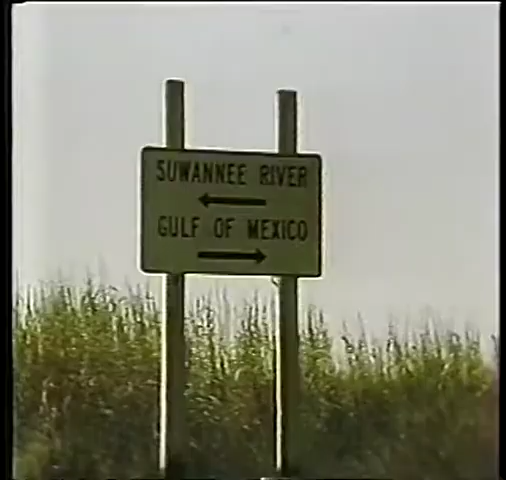 SUWANNEE RIVER
←
GULF OF MEXICO
→